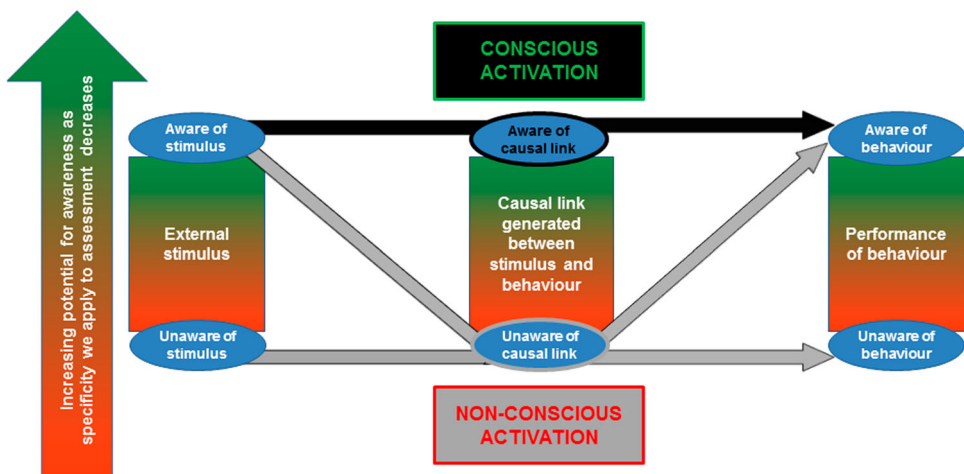 CONSCIOUS
ACTIVATION
Increasing potential for awareness as
specificity we apply to assessment decreases
Aware of
stimulus
Aware of
causal link
Aware of
behaviour
External
stimulus
Causal link
generated
between
stimulus and
behaviour
Performance
of behaviour
Unaware of
stimulus
Unaware of
causal link
Unaware of
behaviour
NON-CONSCIOUS
ACTIVATION